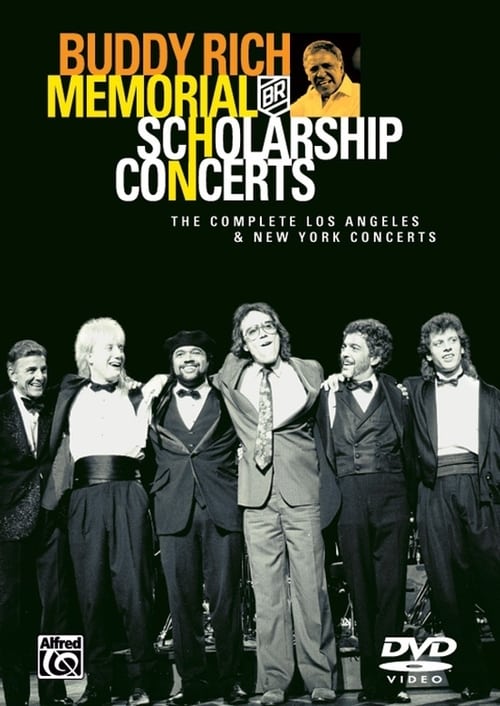 BUDDY RICH
MEMORIAL BR
SCHOLARSHIP
CONCERTS
THE COMPLETE LOS ANGELES
& NEW YORK CONCERTS
Alfred
DVD
VIDEO